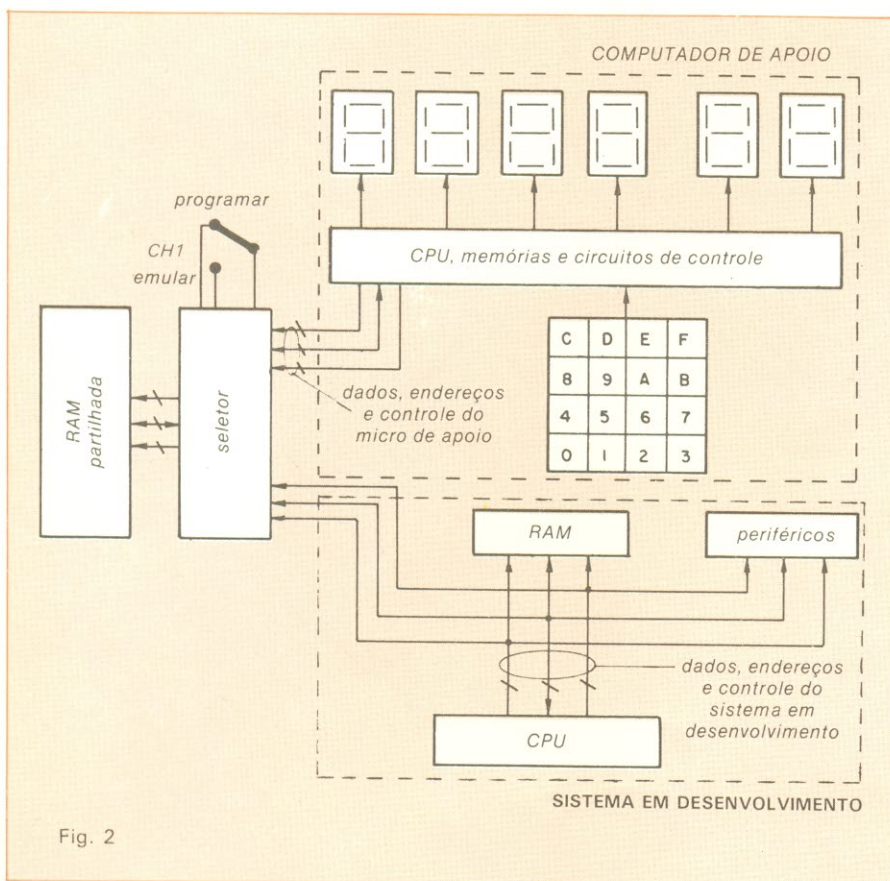 COMPUTADOR DE APOIO
programar
CH1
emular
CPU, memórias e circuitos de controle
RAM
partilhada
seletor
dados, endereços
e controle do
micro de apoio
C D E F
8 9 A B
4 5 6 7
0 1 2 3
RAM
periféricos
dados, endereços
e controle do
sistema em
desenvolvimento
CPU
SISTEMA EM DESENVOLVIMENTO
Fig. 2